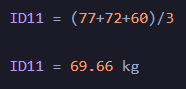 ID11 = (77+72+60)/3
ID11 = 69.66 kg